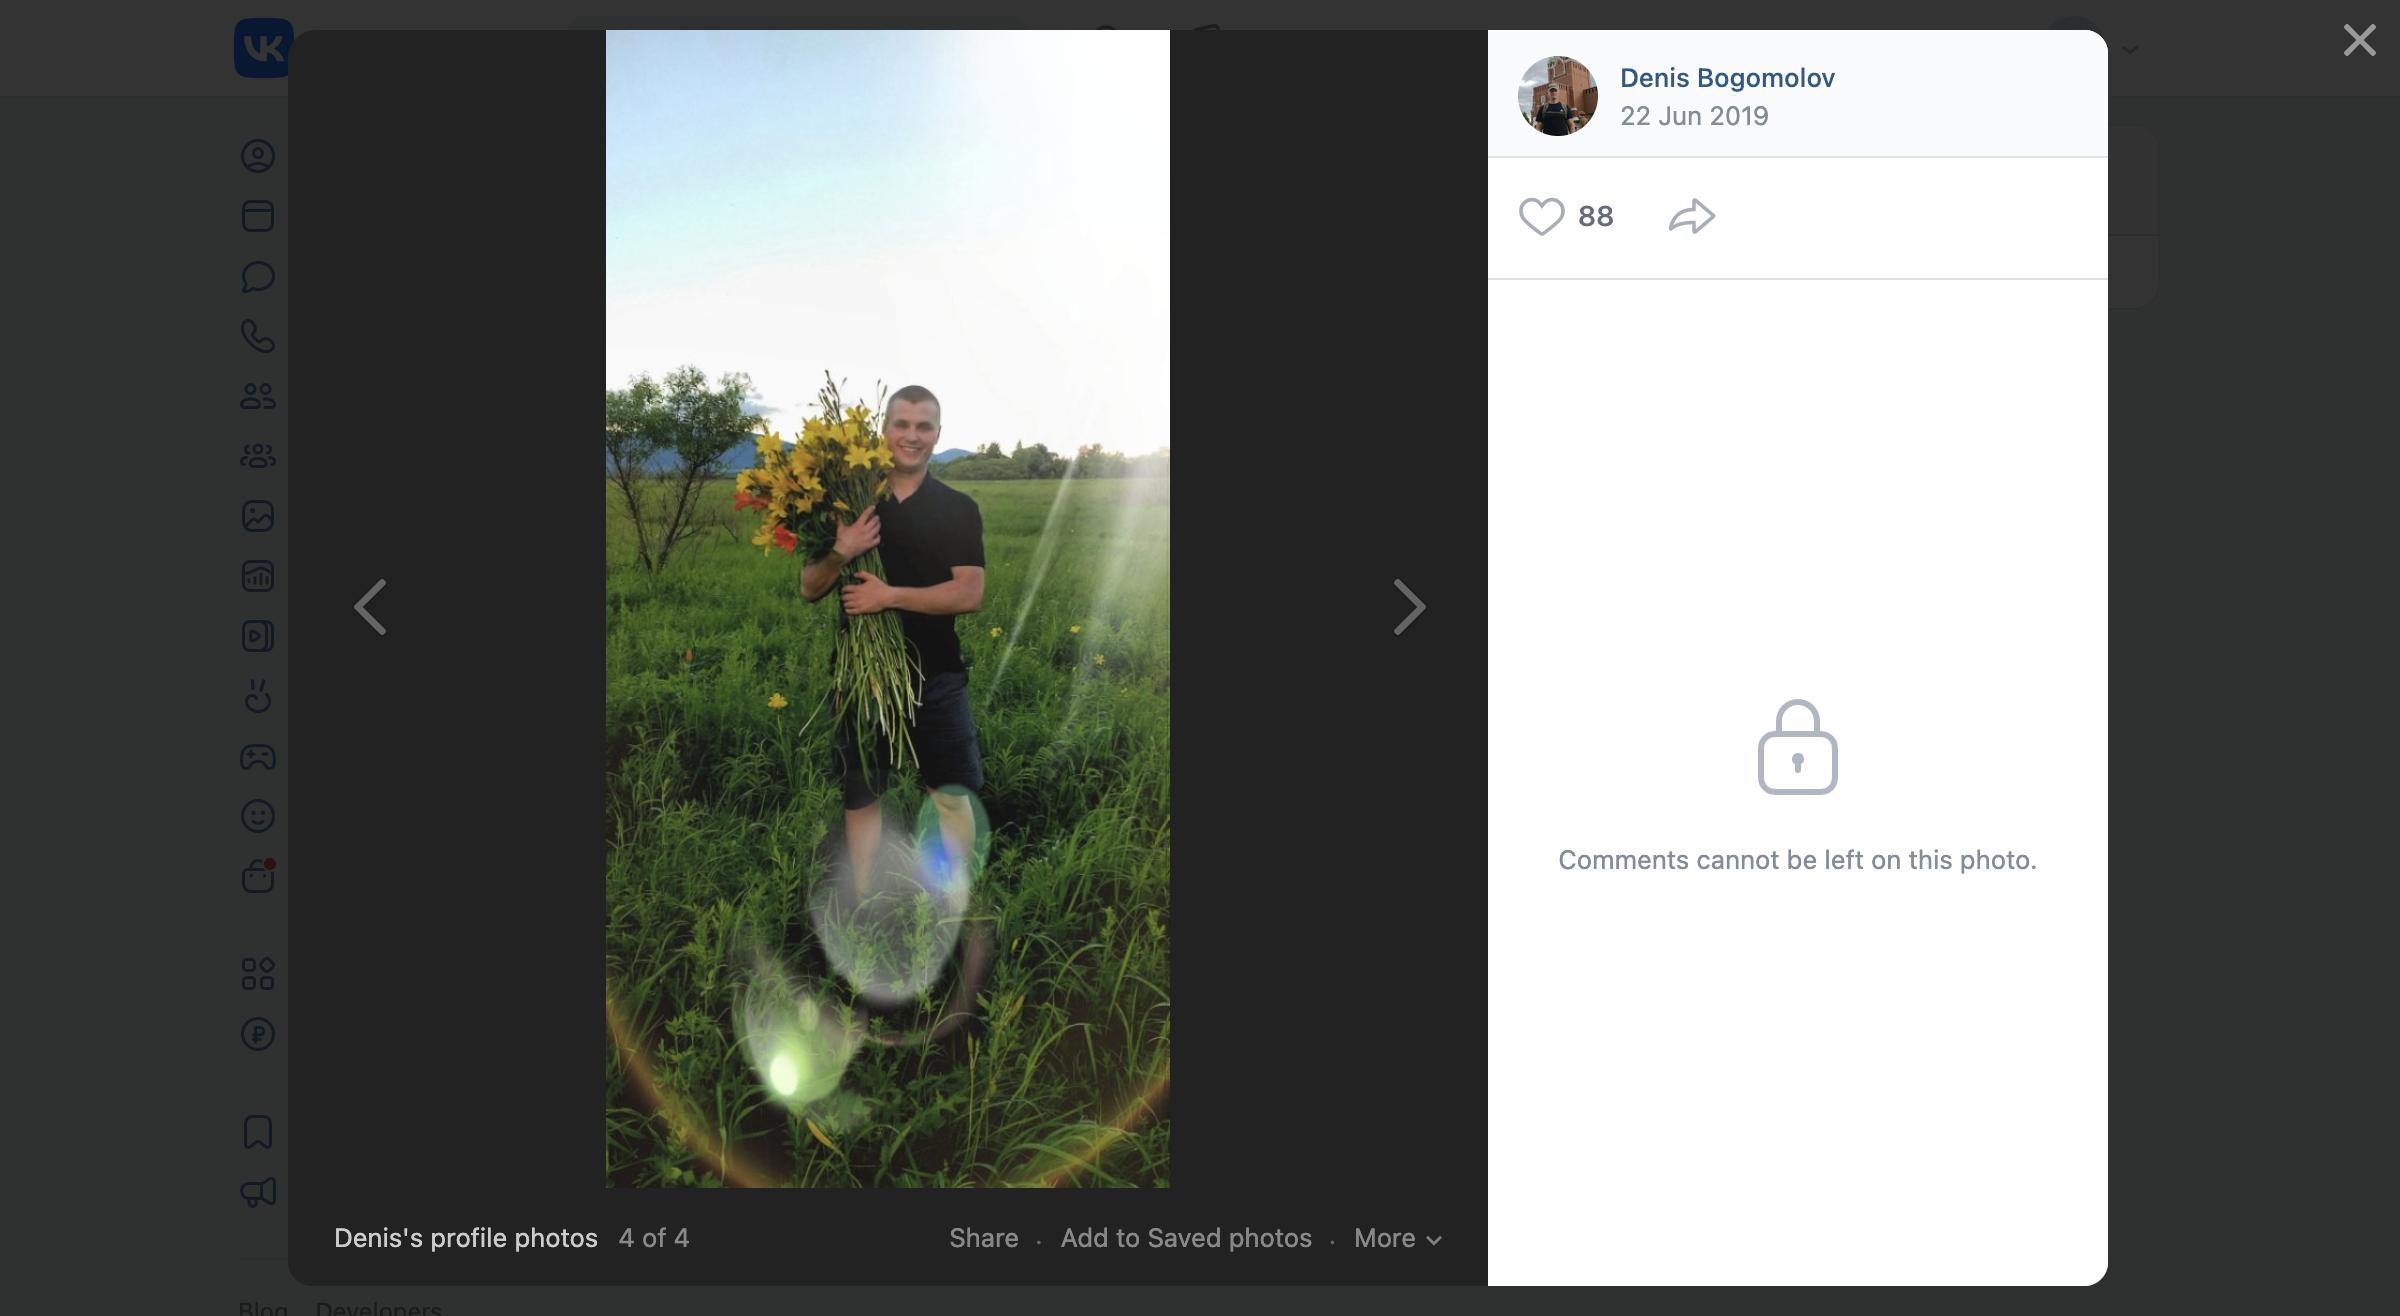 VK
Denis Bogomolov
22 Jun 2019
88
Comments cannot be left on this photo.
Denis's profile photos 4 of 4
Share · Add to Saved photos · More
Blog Developers